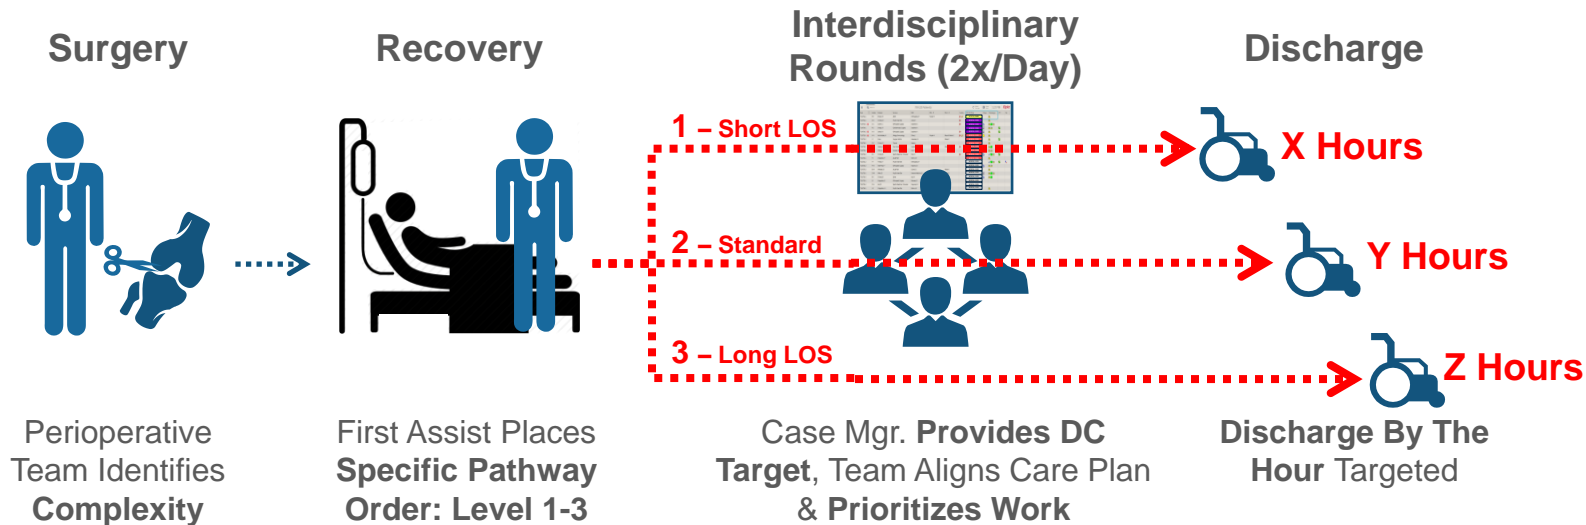 Surgery
Recovery
Interdisciplinary
Rounds (2x/Day)
Discharge
1 – Short LOS
X Hours
2 – Standard
Y Hours
3 – Long LOS
Z Hours
Perioperative
Team Identifies
Complexity
First Assist Places
Specific Pathway
Order: Level 1-3
Case Mgr. Provides DC
Target, Team Aligns Care Plan
& Prioritizes Work
Discharge By The
Hour Targeted